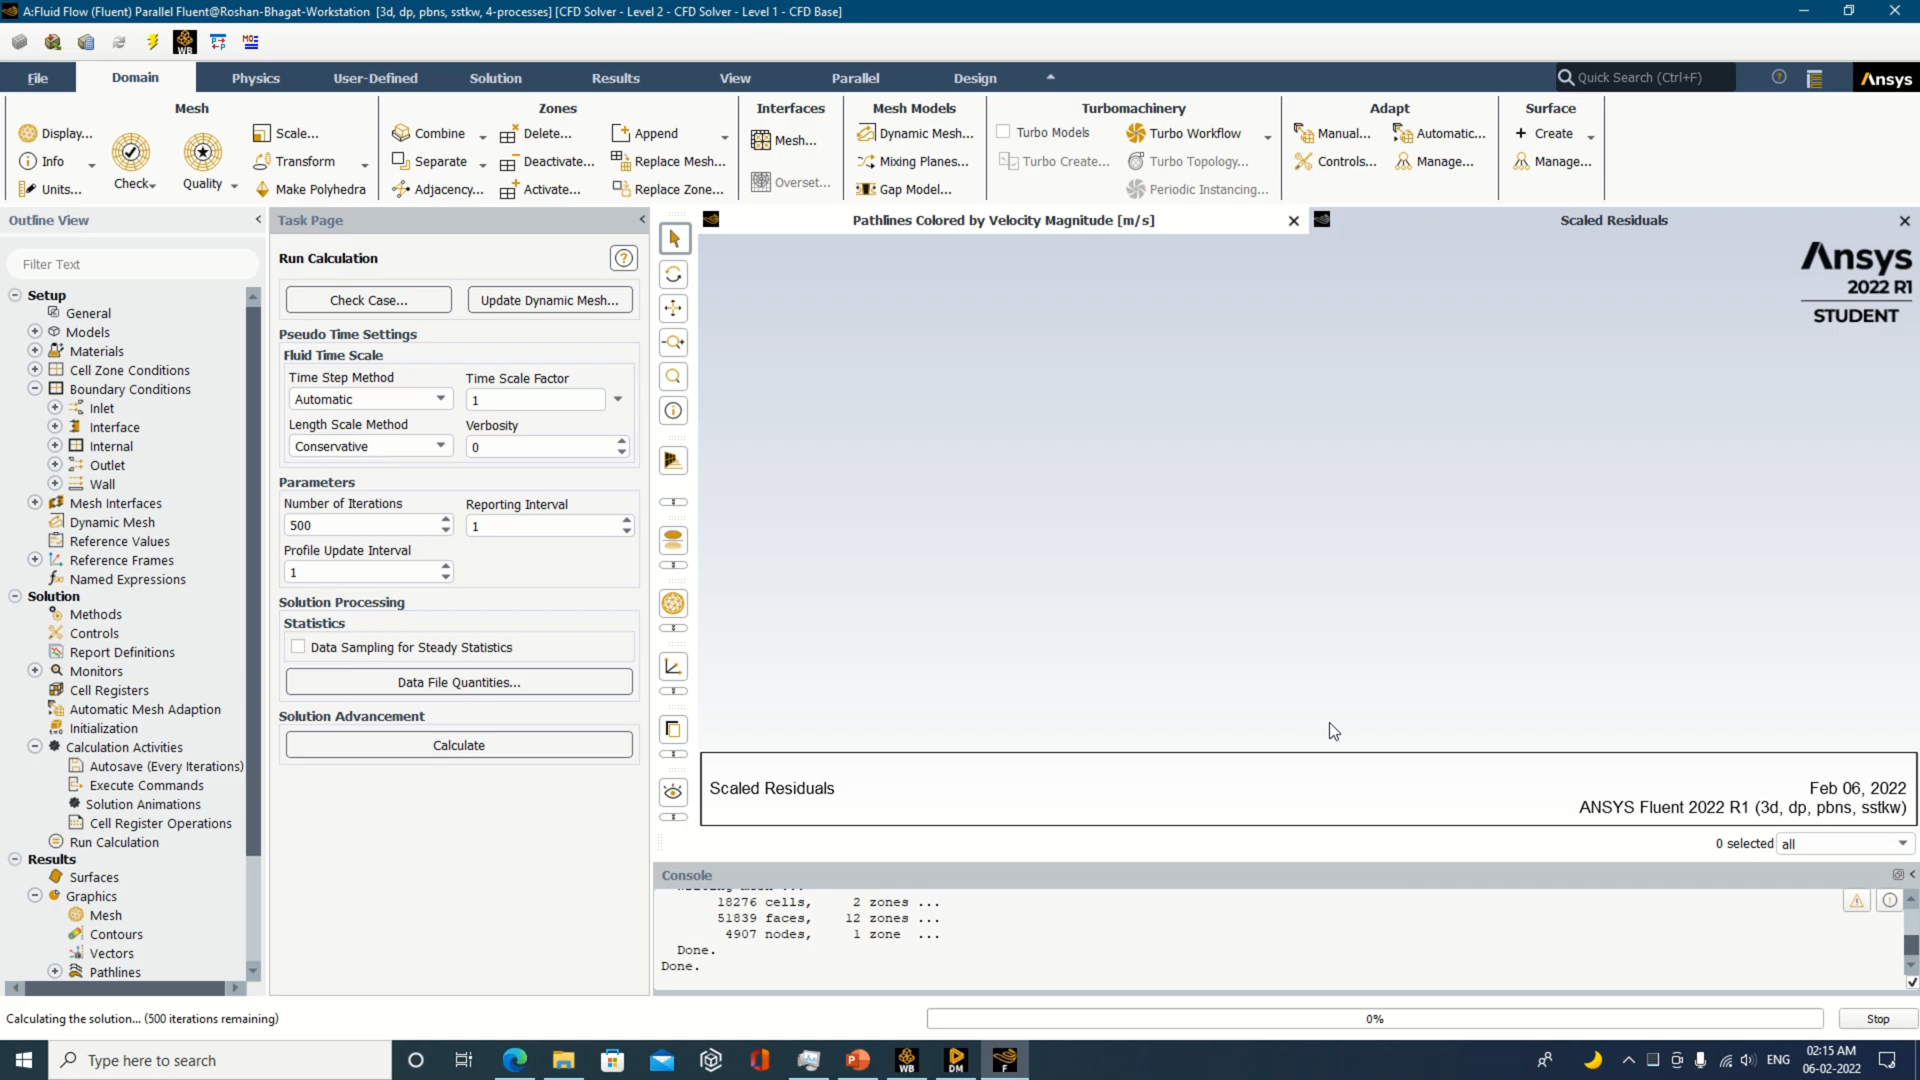 A:Fluid Flow (Fluent) Parallel Fluent@Roshan-Bhagat-Workstation [3d, dp, pbns, sstkw, 4-processes] [CFD Solver - Level 2 - CFD Solver - Level 1 - CFD Base]
WB
File Domain Physics User-Defined Solution Results View Parallel Design Quick Search (Ctrl+F) Ansys
Mesh
Display...
Info
Units...
Check
Quality
Scale...
Transform
Make Polyhedra
Zones
Combine
Separate
Adjacency...
Delete...
Deactivate...
Activate...
Append
Replace Mesh...
Replace Zone...
Interfaces
Mesh...
Overset...
Mesh Models
Dynamic Mesh...
Mixing Planes...
Gap Model...
Turbomachinery
Turbo Models
Turbo Create...
Turbo Workflow
Turbo Topology...
Periodic Instancing...
Adapt
Manual...
Controls...
Automatic...
Manage...
Surface
Create
Manage...
Outline View
Filter Text
Setup
General
Models
Materials
Cell Zone Conditions
Boundary Conditions
Inlet
Interface
Internal
Outlet
Wall
Mesh Interfaces
Dynamic Mesh
Reference Values
Reference Frames
Named Expressions
Solution
Methods
Controls
Report Definitions
Monitors
Cell Registers
Automatic Mesh Adaption
Initialization
Calculation Activities
Autosave (Every Iterations)
Execute Commands
Solution Animations
Cell Register Operations
Run Calculation
Results
Surfaces
Graphics
Mesh
Contours
Vectors
Pathlines
Task Page
Run Calculation
Check Case... Update Dynamic Mesh...
Pseudo Time Settings
Fluid Time Scale
Time Step Method Time Scale Factor
Automatic 1
Length Scale Method Verbosity
Conservative 0
Parameters
Number of Iterations Reporting Interval
500 1
Profile Update Interval
1
Solution Processing
Statistics
Data Sampling for Steady Statistics
Data File Quantities...
Solution Advancement
Calculate
Pathlines Colored by Velocity Magnitude [m/s] Scaled Residuals
Ansys
2022 R1
STUDENT
Scaled Residuals
Feb 06, 2022
ANSYS Fluent 2022 R1 (3d, dp, pbns, sstkw)
0 selected all
Console
18276 cells, 2 zones ...
51839 faces, 12 zones ...
4907 nodes, 1 zone ...
Done.
Done.
Calculating the solution... (500 iterations remaining) 0% Stop
Type here to search
WB DM F
ENG
02:15 AM
06-02-2022